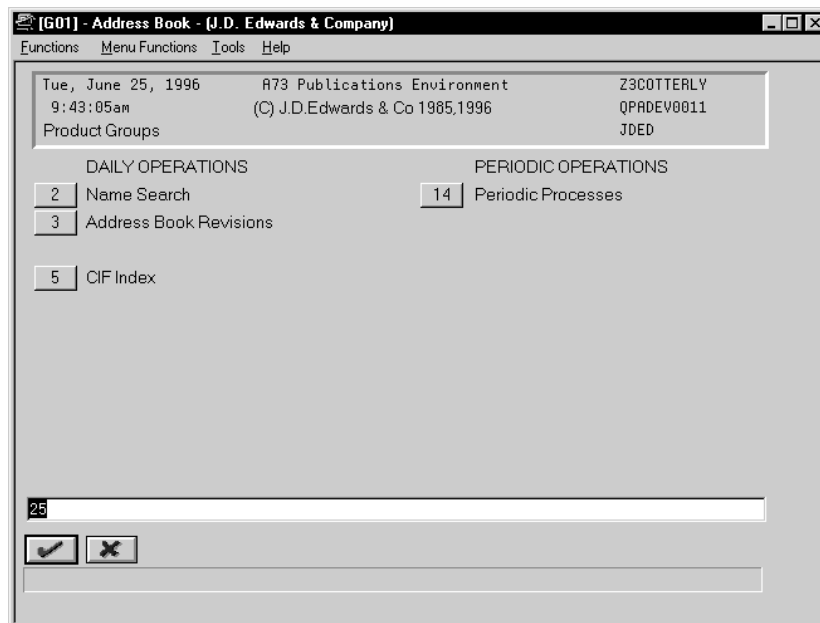 [G01] - Address Book - (J.D. Edwards & Company)
Functions Menu Functions Tools Help
Tue, June 25, 1996 A73 Publications Environment Z3COTTERLY
9:43:05am (C) J.D.Edwards & Co 1985,1996 QPADEV0011
Product Groups JDED
DAILY OPERATIONS PERIODIC OPERATIONS
2 Name Search 14 Periodic Processes
3 Address Book Revisions
5 CIF Index
25